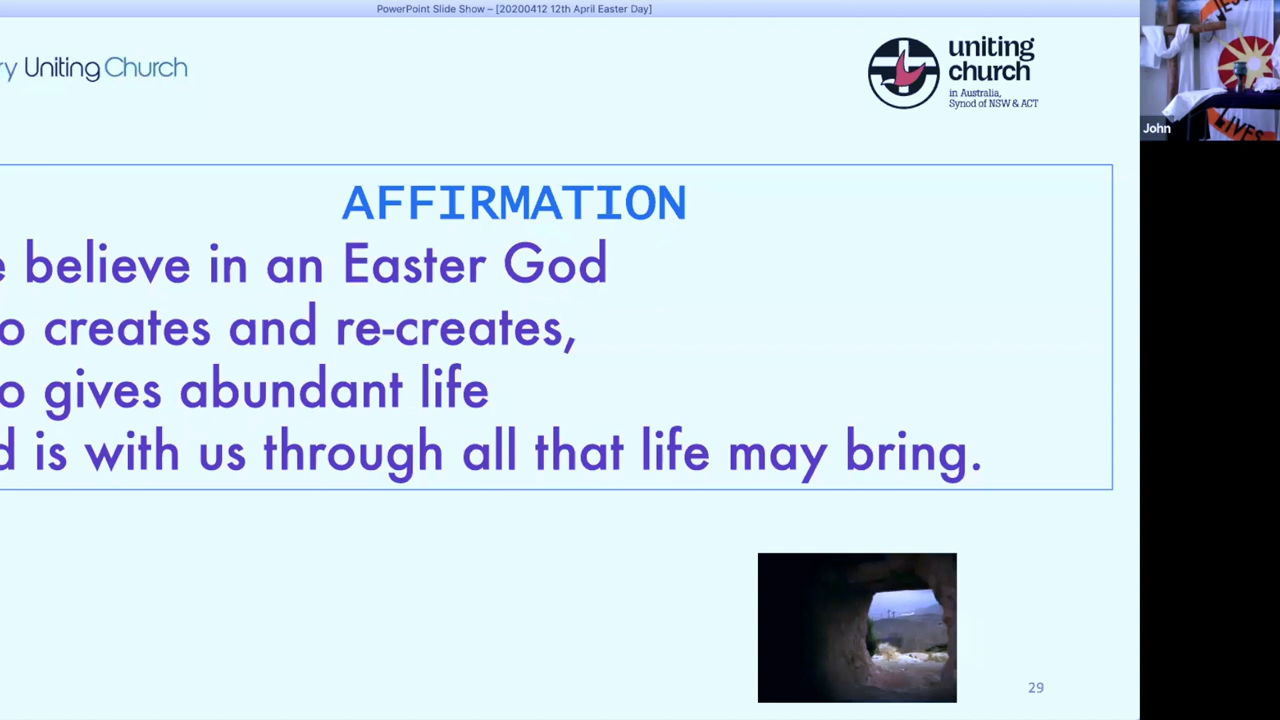 PowerPoint Slide Show – [20200412 12th April Easter Day]
ry Uniting Church
uniting
church
in Australia,
Synod of NSW & ACT
John
LIVES
AFFIRMATION
e believe in an Easter God
o creates and re-creates,
o gives abundant life
d is with us through all that life may bring.
29